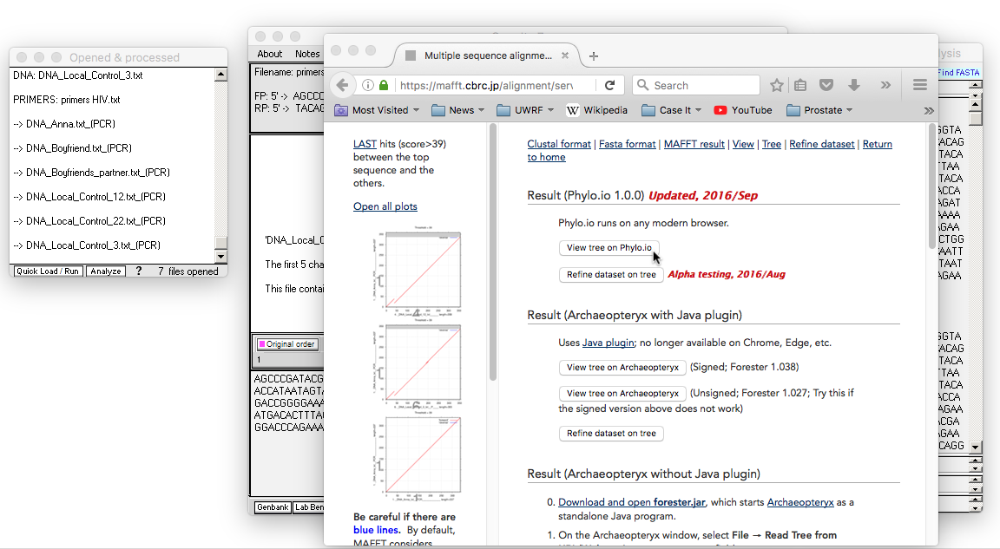 Opened & processed
DNA: DNA_Local_Control_3.txt
PRIMERS: primers HIV.txt
--> DNA_Anna.txt_(PCR)
--> DNA_Boyfriend.txt_(PCR)
--> DNA_Boyfriends_partner.txt_(PCR)
--> DNA_Local_Control_12.txt_(PCR)
--> DNA_Local_Control_22.txt_(PCR)
--> DNA_Local_Control_3.txt_(PCR)
Quick Load / Run Analyze ? 7 files opened
About Notes
Filename: primers
FP: 5' -> AGCCC
RP: 5' -> TACAG
'DNA_Local_C
The first 5 cha
This file contai
Original order
1
AGCCCGATACG
ACCATAATAGTA
GACCGGGGAAA
ATGACACTTTAC
GGACCCAGAAA
Genbank Lab Ben
Multiple sequence alignme...
https://mafft.cbrc.jp/alignment/serv
Search
Most Visited News UWRF Wikipedia Case It YouTube Prostate
LAST hits (score>39)
between the top
sequence and the
others.
Open all plots
Be careful if there are
blue lines. By default,
MAFFT considers
Clustal format | Fasta format | MAFFT result | View | Tree | Refine dataset | Return
to home
Result (Phylo.io 1.0.0) Updated, 2016/Sep
Phylo.io runs on any modern browser.
View tree on Phylo.io
Refine dataset on tree Alpha testing, 2016/Aug
Result (Archaeopteryx with Java plugin)
Uses Java plugin; no longer available on Chrome, Edge, etc.
View tree on Archaeopteryx (Signed; Forester 1.038)
View tree on Archaeopteryx (Unsigned; Forester 1.027; Try this if
the signed version above does not work)
Refine dataset on tree
Result (Archaeopteryx without Java plugin)
0. Download and open forester.jar, which starts Archaeopteryx as a
standalone Java program.
1. On the Archaeopteryx window, select File → Read Tree from
lysis
Find FASTA
GGTA
TACAG
TTACA
TTAA
TACA
ACCA
AGAT
AAAA
AGAA
CTGG
AATT
TAAT
AGAA
GGTA
TACAG
TTACA
TTAA
TACA
ACCA
AGAA
ACGA
AGAA
CAGG